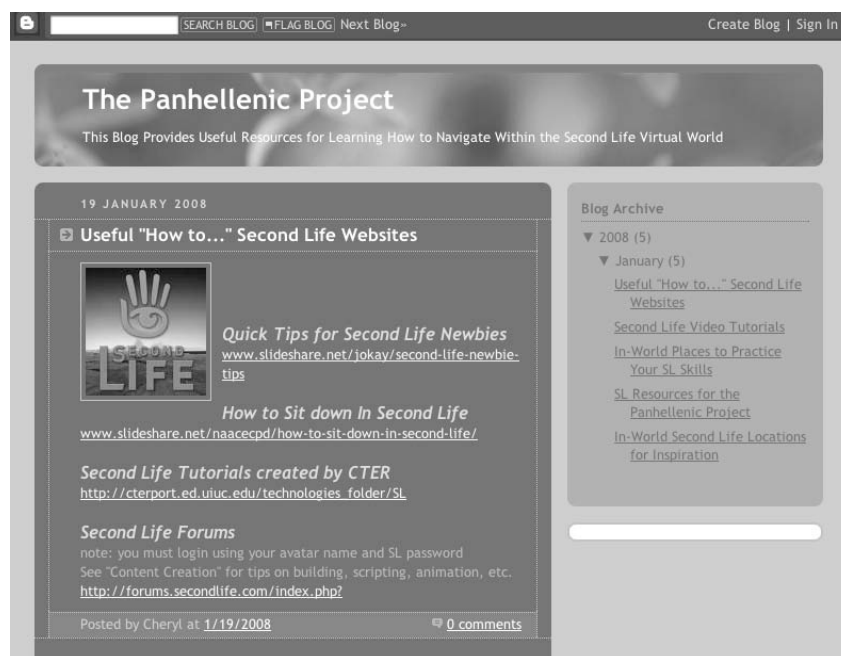 SEARCH BLOG FLAG BLOG Next Blog» Create Blog | Sign In
The Panhellenic Project
This Blog Provides Useful Resources for Learning How to Navigate Within the Second Life Virtual World
19 JANUARY 2008
Useful "How to..." Second Life Websites
SECOND
LIFE
Quick Tips for Second Life Newbies
www.slideshare.net/jokay/second-life-newbie-
tips
How to Sit down In Second Life
www.slideshare.net/naacecpd/how-to-sit-down-in-second-life/
Second Life Tutorials created by CTER
http://cterport.ed.uiuc.edu/technologies_folder/SL
Second Life Forums
note: you must login using your avatar name and SL password
See "Content Creation" for tips on building, scripting, animation, etc.
http://forums.secondlife.com/index.php?
Posted by Cheryl at 1/19/2008 0 comments
Blog Archive
▼ 2008 (5)
▼ January (5)
Useful "How to..." Second Life
Websites
Second Life Video Tutorials
In-World Places to Practice
Your SL Skills
SL Resources for the
Panhellenic Project
In-World Second Life Locations
for Inspiration